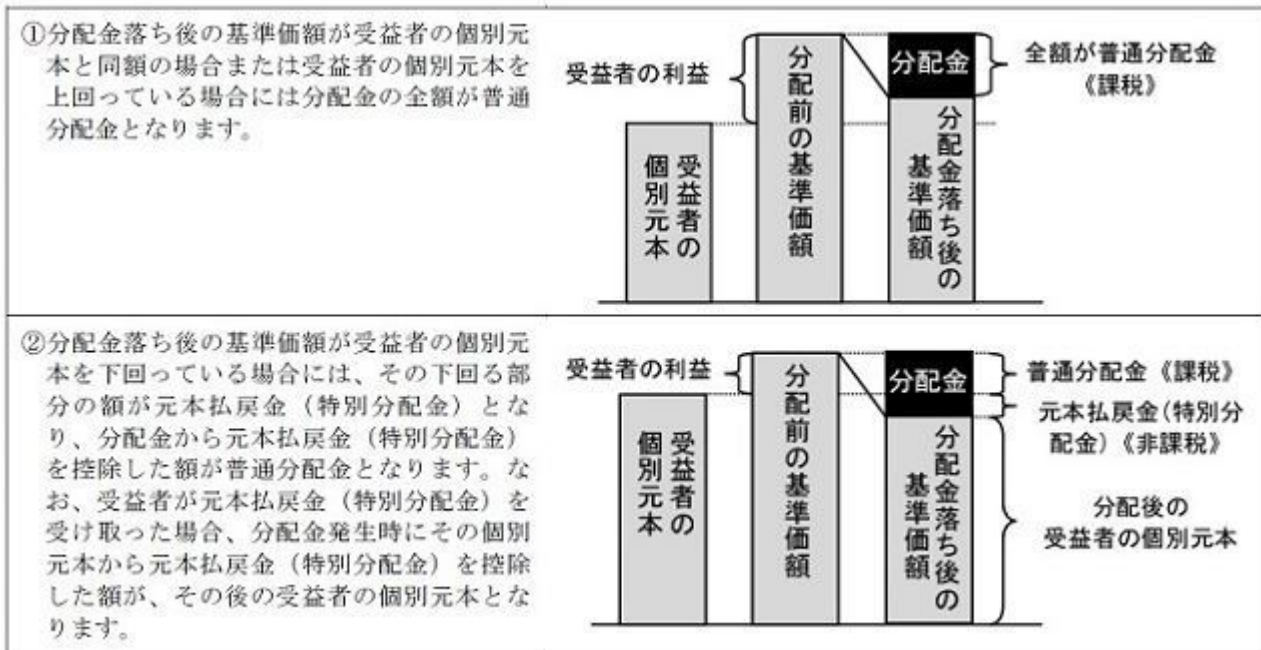 ①分配金落ち後の基準価額が受益者の個別元
本と同額の場合または受益者の個別元本を
上回っている場合には分配金の全額が普通
分配金となります。
受益者の利益
受益者の
個別元本
分配前の基準価額
分配金
分配金落ち後の
基準価額
全額が普通分配金
《課税》
②分配金落ち後の基準価額が受益者の個別元
本を下回っている場合には、その下回る部
分の額が元本払戻金（特別分配金）とな
り、分配金から元本払戻金（特別分配金）
を控除した額が普通分配金となります。な
お、受益者が元本払戻金（特別分配金）を
受け取った場合、分配金発生時にその個別
元本から元本払戻金（特別分配金）を控除
した額が、その後の受益者の個別元本とな
ります。
受益者の利益
受益者の
個別元本
分配前の基準価額
分配金
分配金落ち後の
基準価額
普通分配金《課税》
元本払戻金（特別分
配金）《非課税》
分配後の
受益者の個別元本